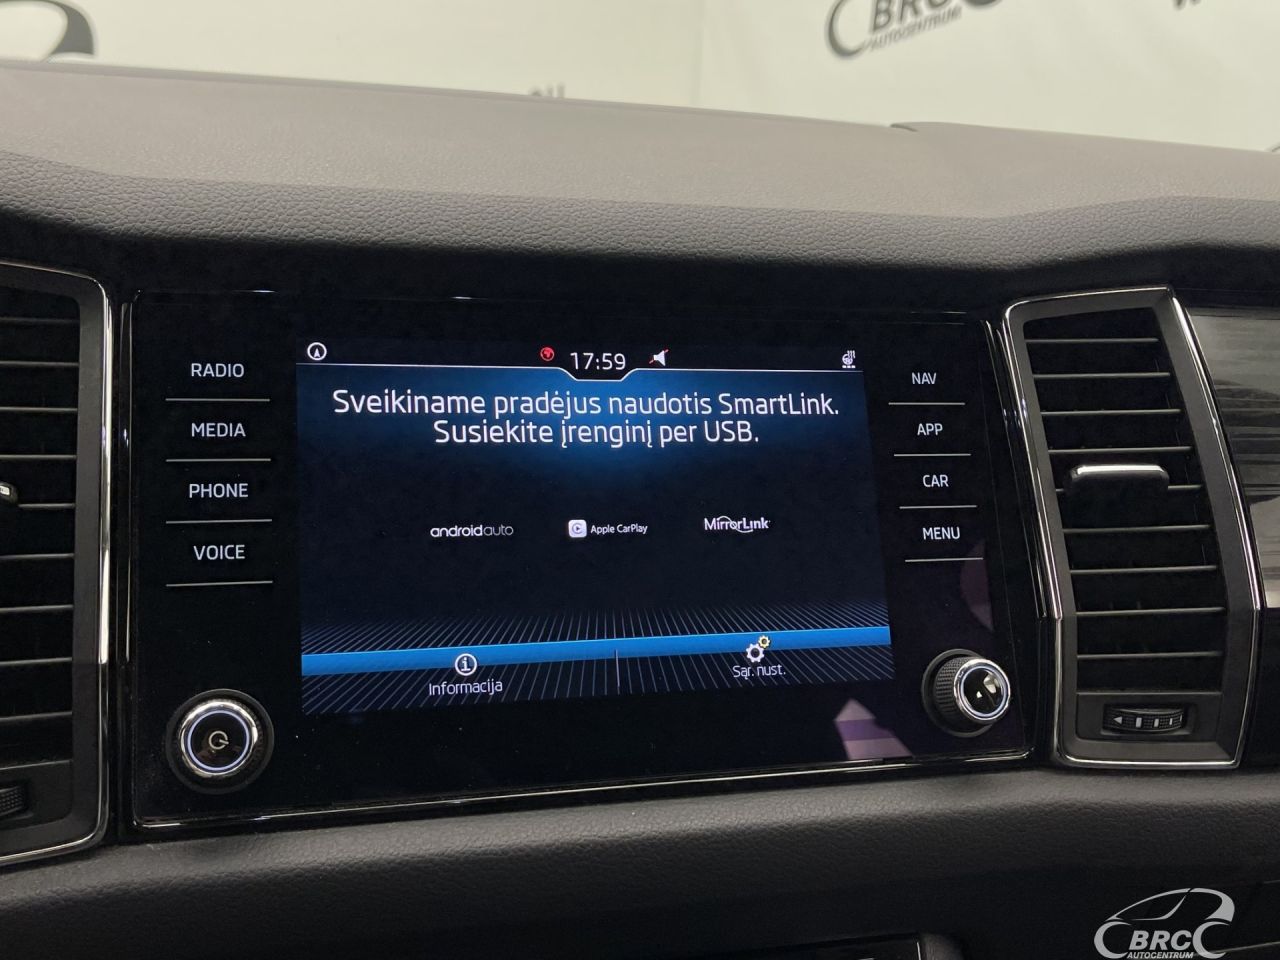 BRC
AUTOCENTRUM
RADIO
MEDIA
PHONE
VOICE
17:59
Sveikiname pradėjus naudotis SmartLink.
Susiekite įrenginį per USB.
androidauto
Apple CarPlay
MirrorLink
Informacija
Sąr. nust.
NAV
APP
CAR
MENU
BRC
AUTOCENTRUM